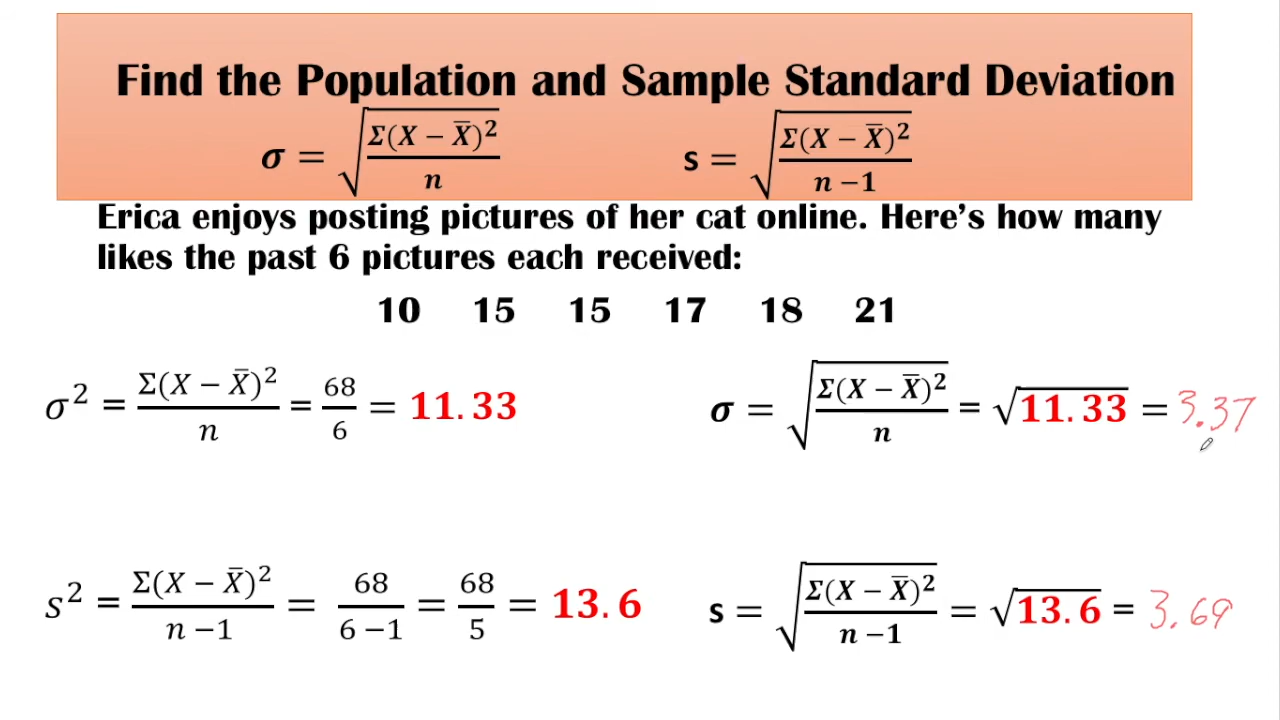 Find the Population and Sample Standard Deviation
σ = √(Σ(X − X̄)²/n) s = √(Σ(X − X̄)²/(n −1))
Erica enjoys posting pictures of her cat online. Here's how many
likes the past 6 pictures each received:
10 15 15 17 18 21
σ² = Σ(X − X̄)²/n = 68/6 = 11.33
σ = √(Σ(X − X̄)²/n) = √11.33 = 3.37
s² = Σ(X − X̄)²/(n −1) = 68/(6 −1) = 68/5 = 13.6
s = √(Σ(X − X̄)²/(n −1)) = √13.6 = 3.69